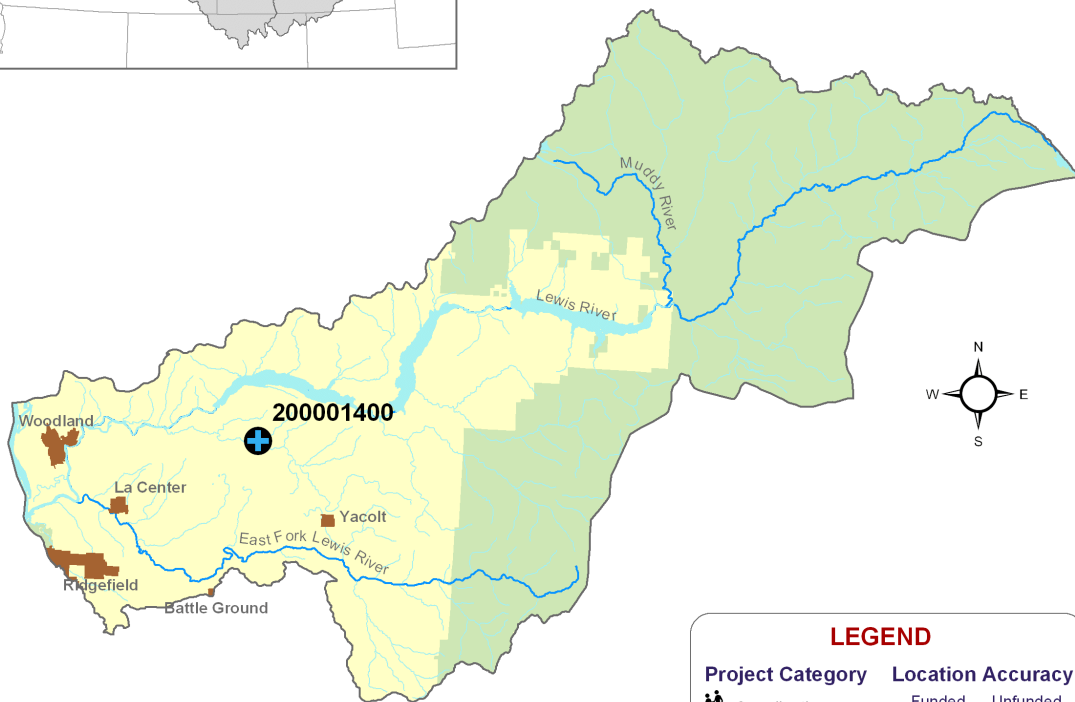 Muddy River
Lewis River
N
W
E
S
200001400
Woodland
La Center
Yacolt
East Fork Lewis River
Ridgefield
Battle Ground
LEGEND
Project Category
Location Accuracy
Funded
Unfunded